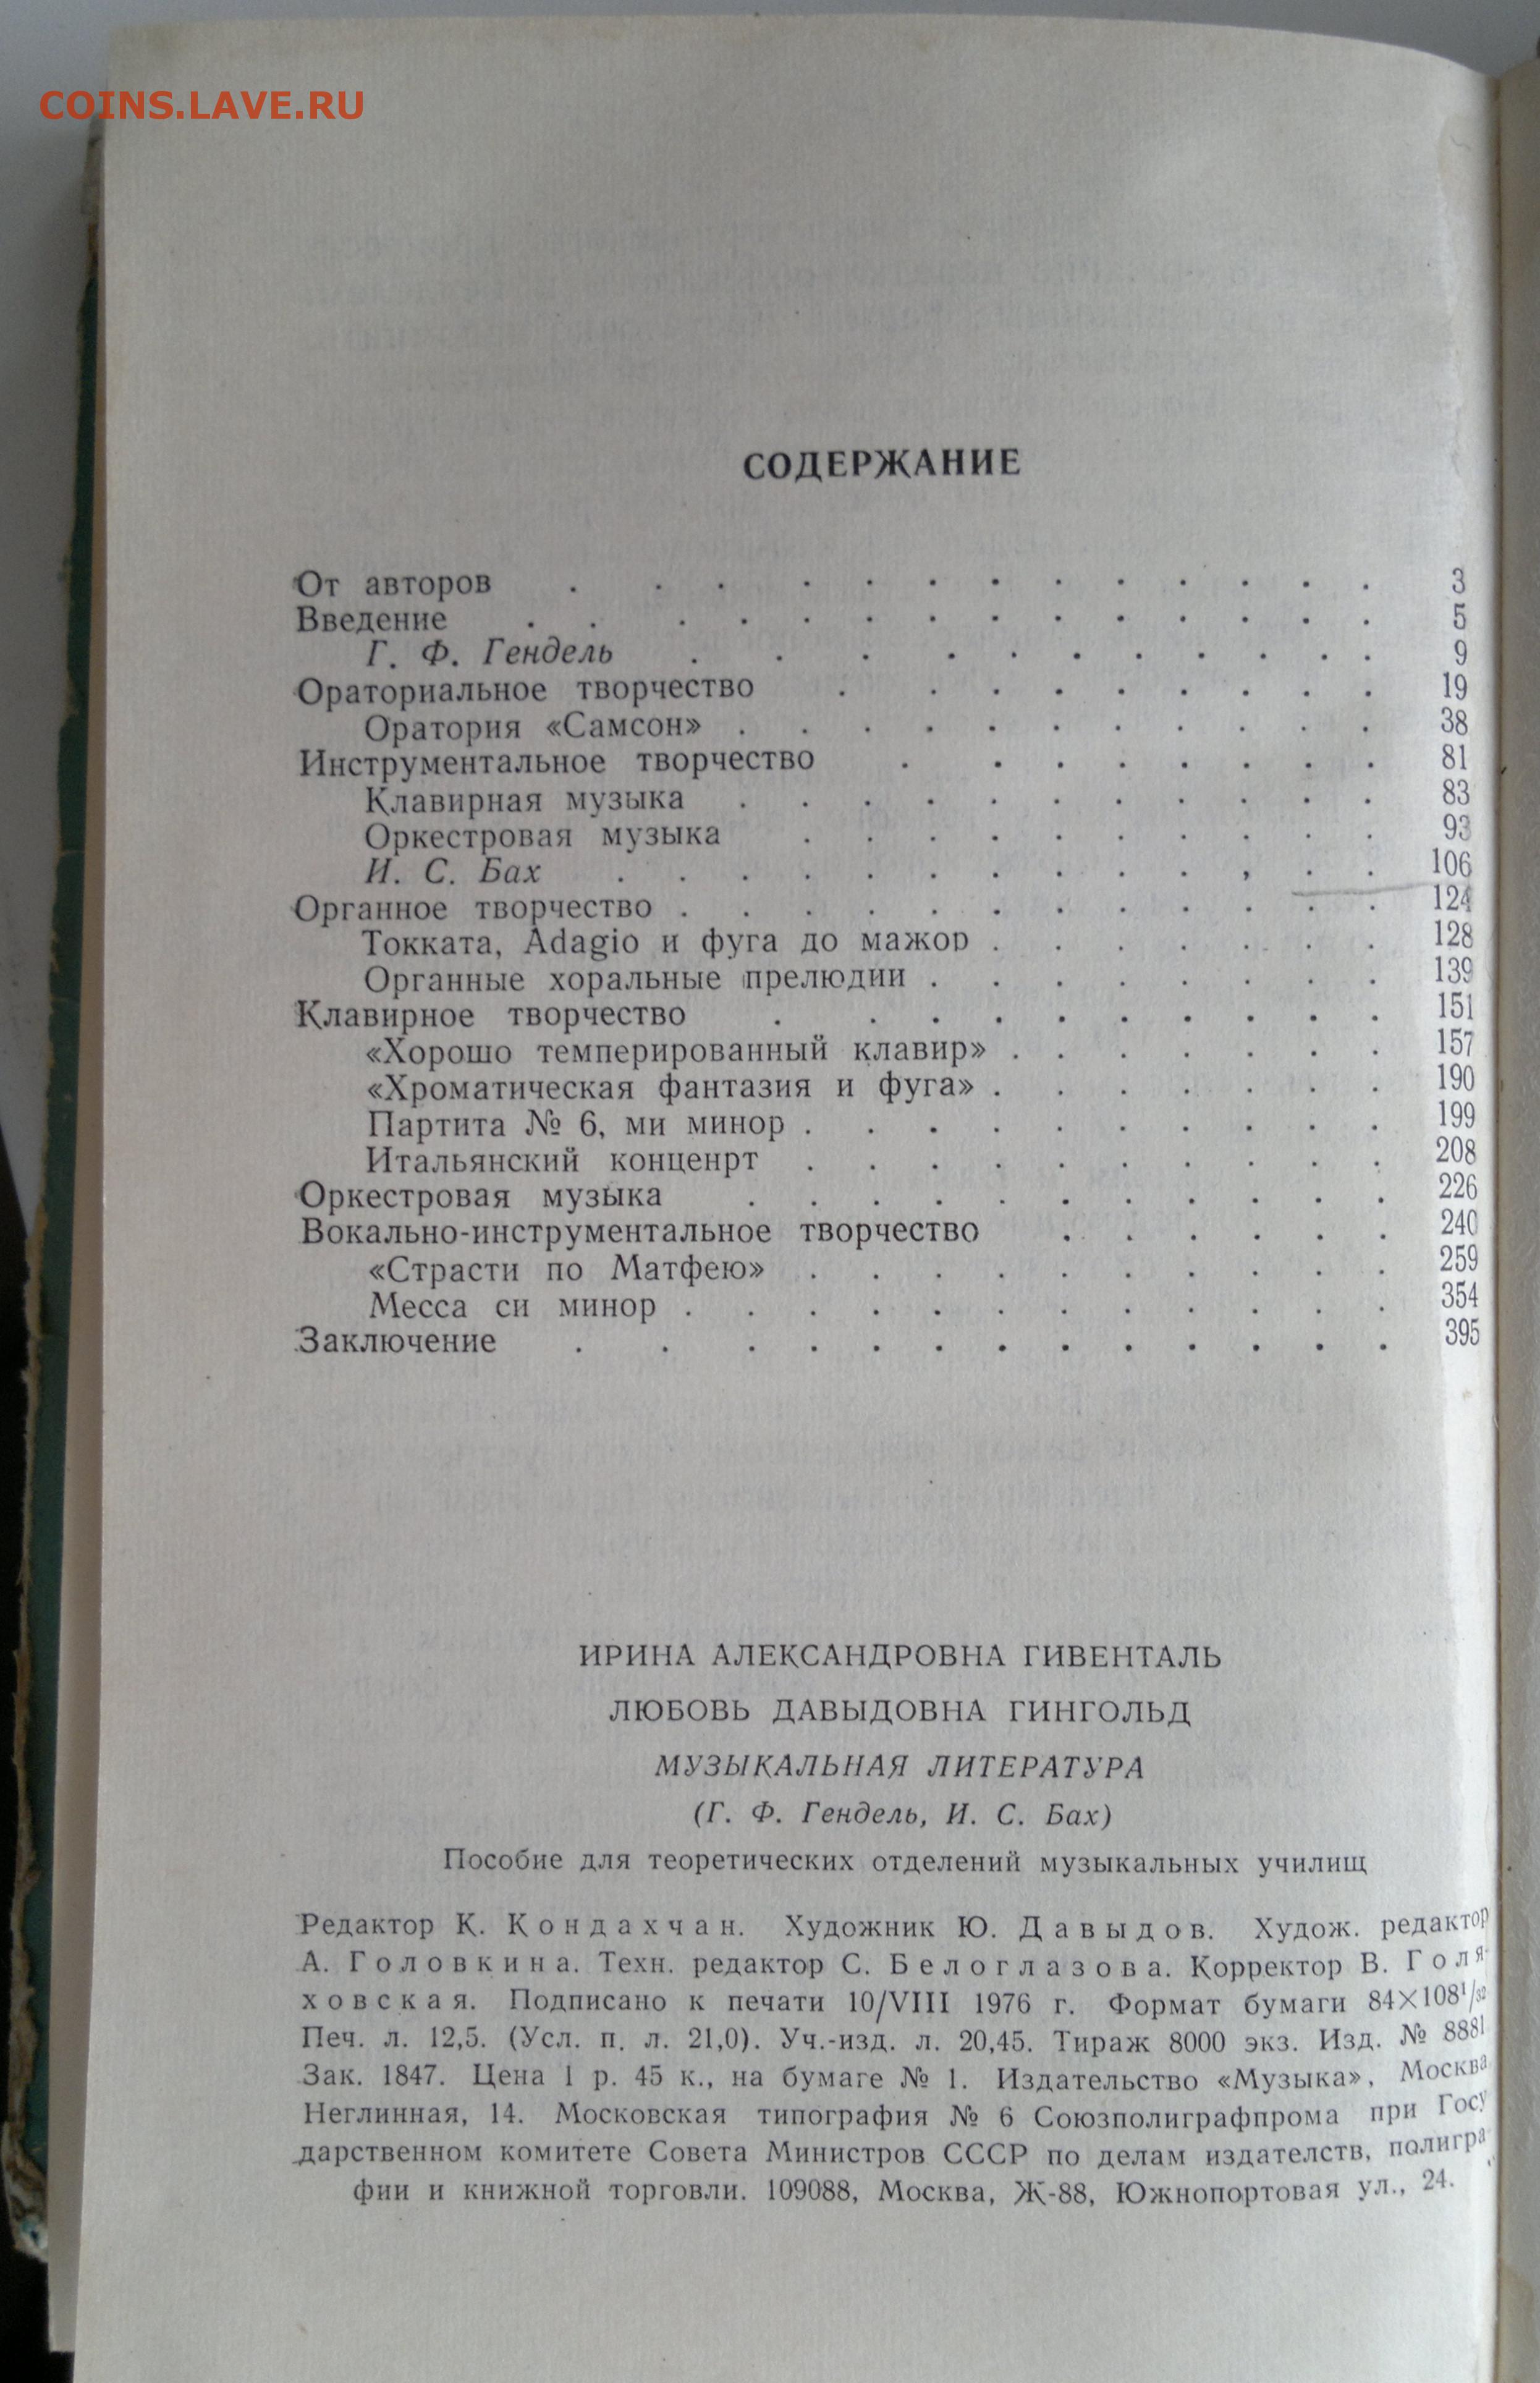 COINS.LAVE.RU
СОДЕРЖАНИЕ
От авторов . . . . . . . . . . . . . 3
Введение . . . . . . . . . . . . . . 5
Г. Ф. Гендель . . . . . . . . . . . . 9
Ораториальное творчество . . . . . . . . . 19
Оратория «Самсон» . . . . . . . . . . . 38
Инструментальное творчество . . . . . . . . 81
Клавирная музыка . . . . . . . . . . . 83
Оркестровая музыка . . . . . . . . . . 93
И. С. Бах . . . . . . . . . . , . . 106
Органное творчество . . . . . . . . . . . . 124
Токката, Adagio и фуга до мажор . . . . . . . 128
Органные хоральные прелюдии . . . . . . . . 139
Клавирное творчество . . . . . . . . . . 151
«Хорошо темперированный клавир» . . . . . . . 157
«Хроматическая фантазия и фуга» . . . . . . . 190
Партита № 6, ми минор . . . . . . . . . . 199
Итальянскийконценрт . . . . . . . . . . 208
Оркестровая музыка . . . . . . . . . . . 226
Вокально-инструментальное творчество . . . . . . 240
«Страсти по Матфею» . . . . . . . . . . 259
Месса си минор . . . . . . . . . . . . 354
Заключение . . . . . . . . . . . . . 395
ИРИНА АЛЕКСАНДРОВНА ГИВЕНТАЛЬ
ЛЮБОВЬ ДАВЫДОВНА ГИНГОЛЬД
МУЗЫКАЛЬНАЯ ЛИТЕРАТУРА
(Г. Ф. Гендель, И. С. Бах)
Пособие для теоретических отделений музыкальных училищ
Редактор К. Кондахчан. Художник Ю. Давыдов. Худож. редактор
А. Головкина. Техн. редактор С. Белоглазова. Корректор В. Голя-
ховская. Подписано к печати 10/VIII 1976 г. Формат бумаги 84×108¹/₃₂
Печ. л. 12,5. (Усл. п. л. 21,0). Уч.-изд. л. 20,45. Тираж 8000 экз. Изд. № 8881
Зак. 1847. Цена 1 р. 45 к., на бумаге № 1. Издательство «Музыка», Москва
Неглинная, 14. Московская типография № 6 Союзполиграфпрома при Госу
дарственном комитете Совета Министров СССР по делам издателств, полигра
фии и книжной торговли. 109088, Москва, Ж-88, Южнопортовая ул., 24.